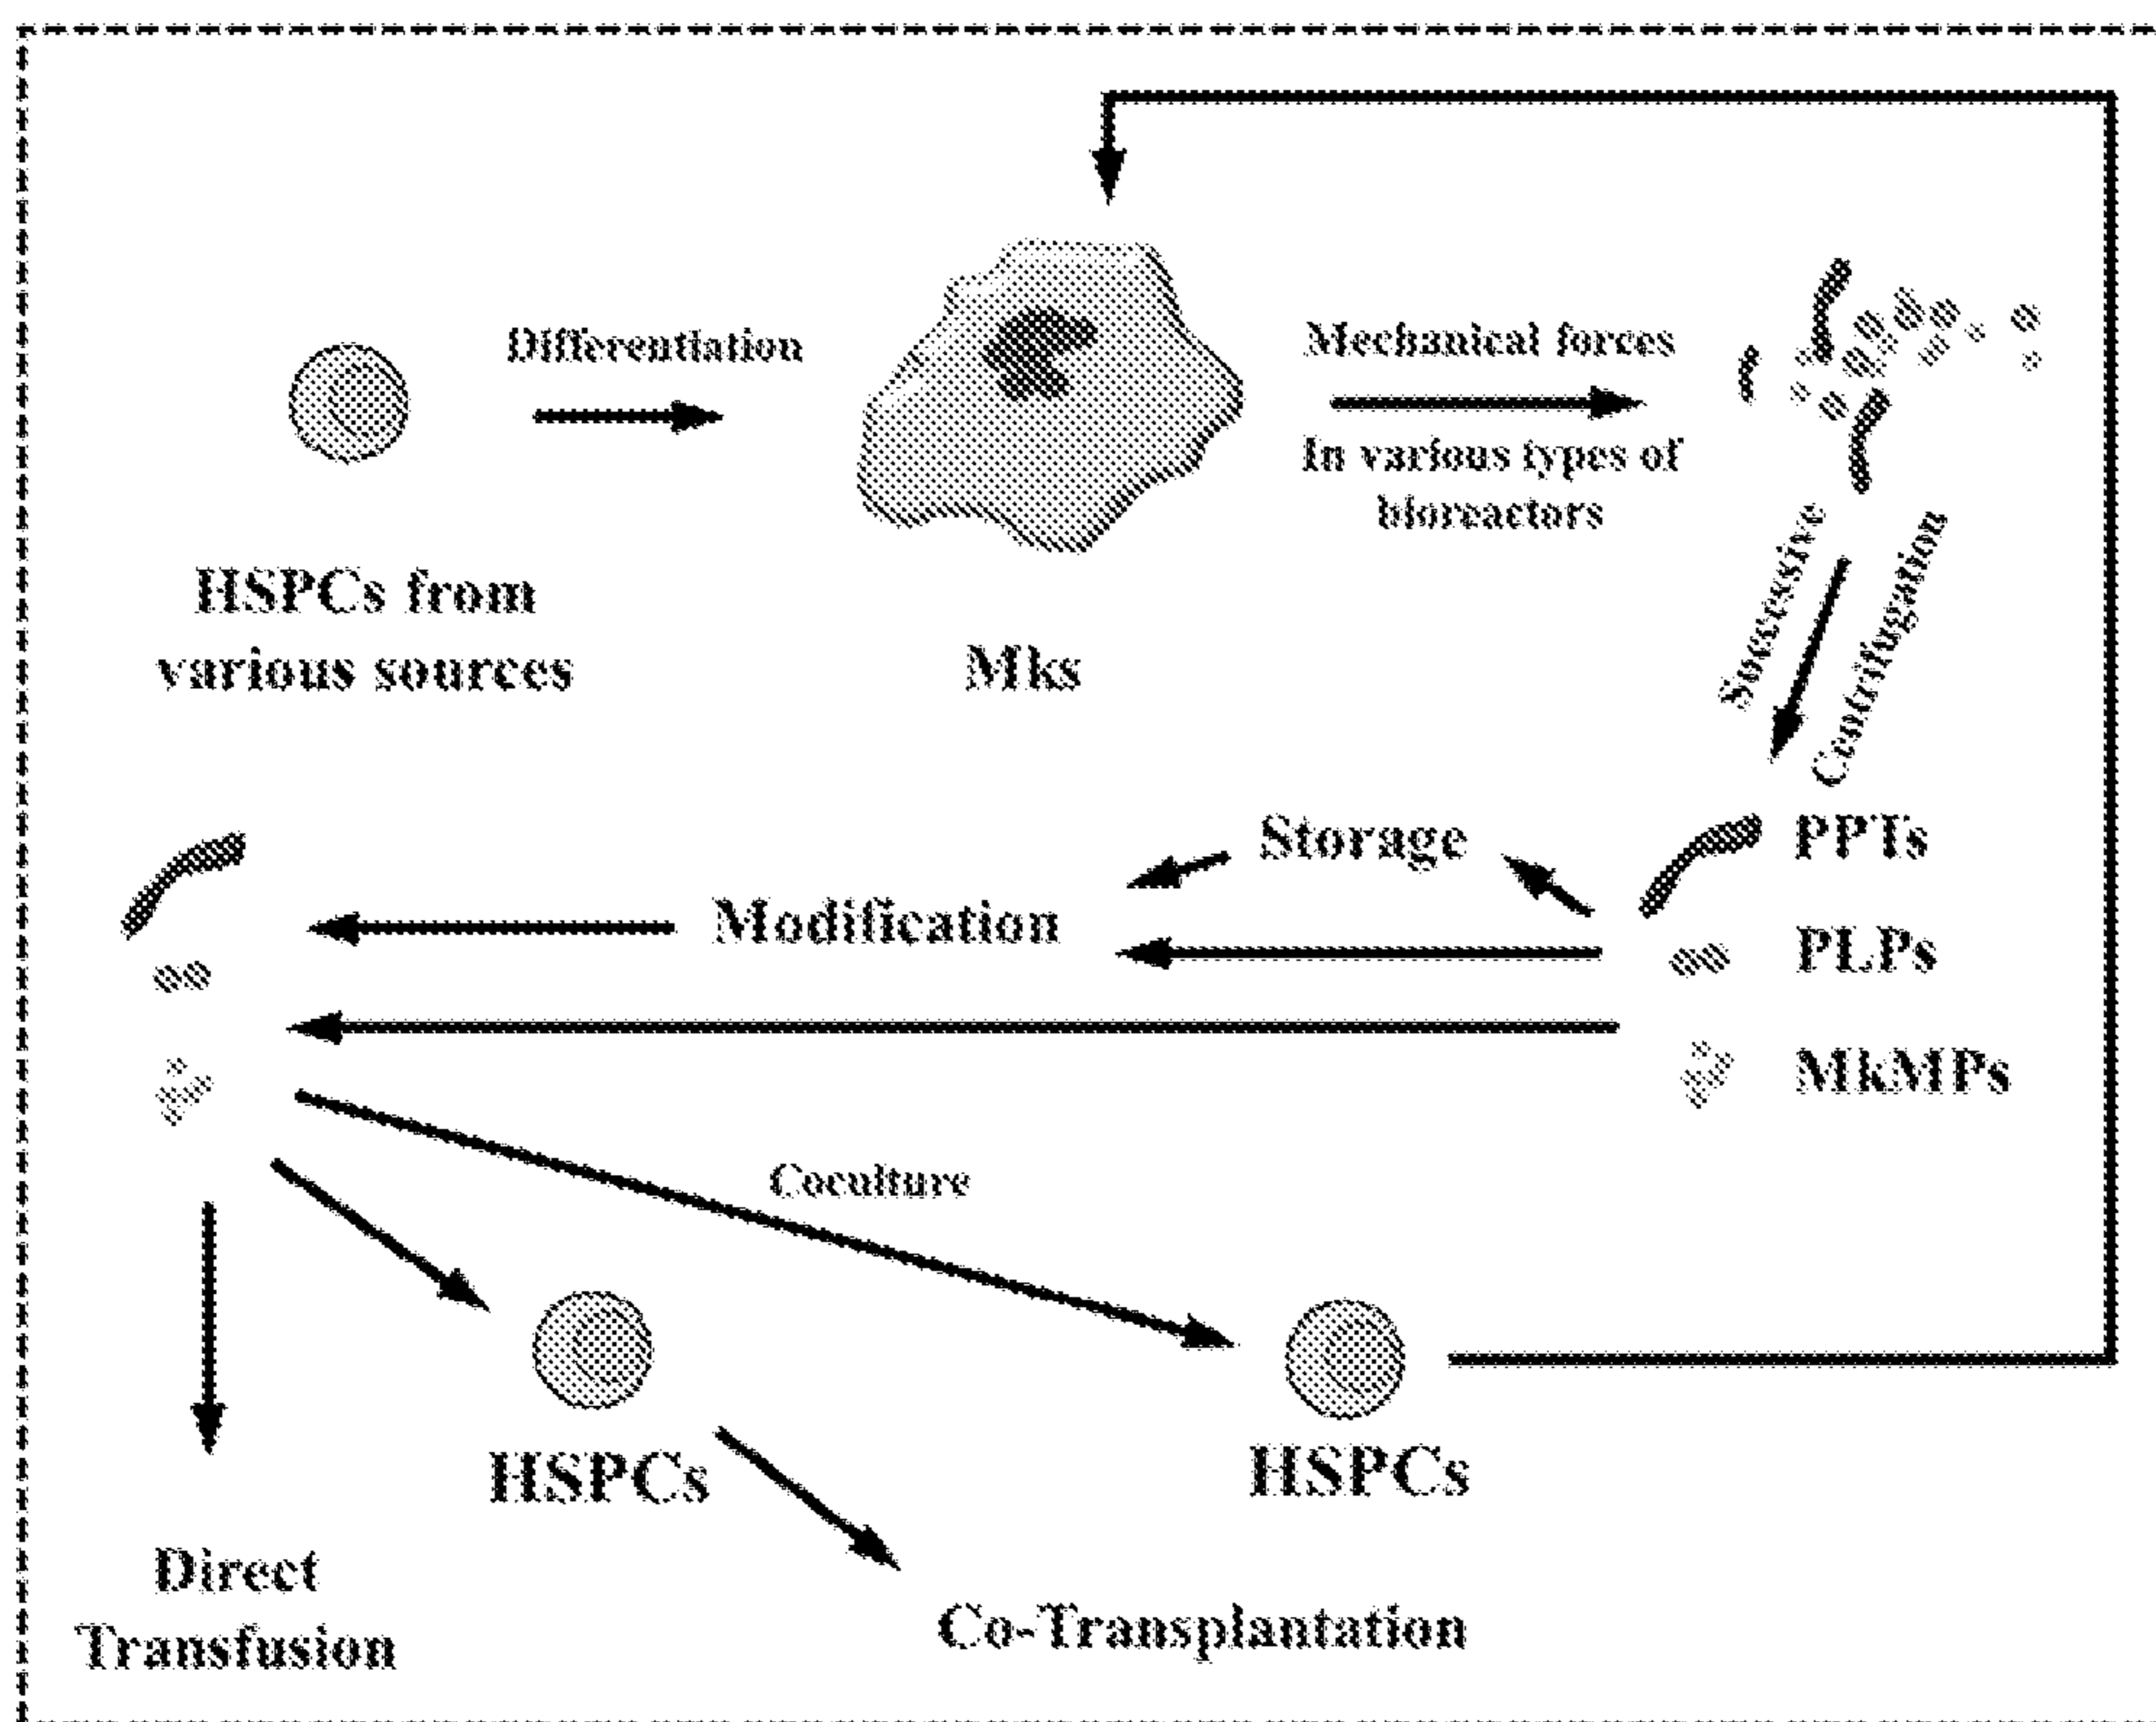 Differentiation
Mechanical forces
In various types of
bioreactors
HSPCs from
various sources
Mks
Successive
Centrifugation
PPTs
Storage
Modification
PLPs
MkMPs
Coculture
HSPCs
HSPCs
Direct
Transfusion
Co-Transplantation